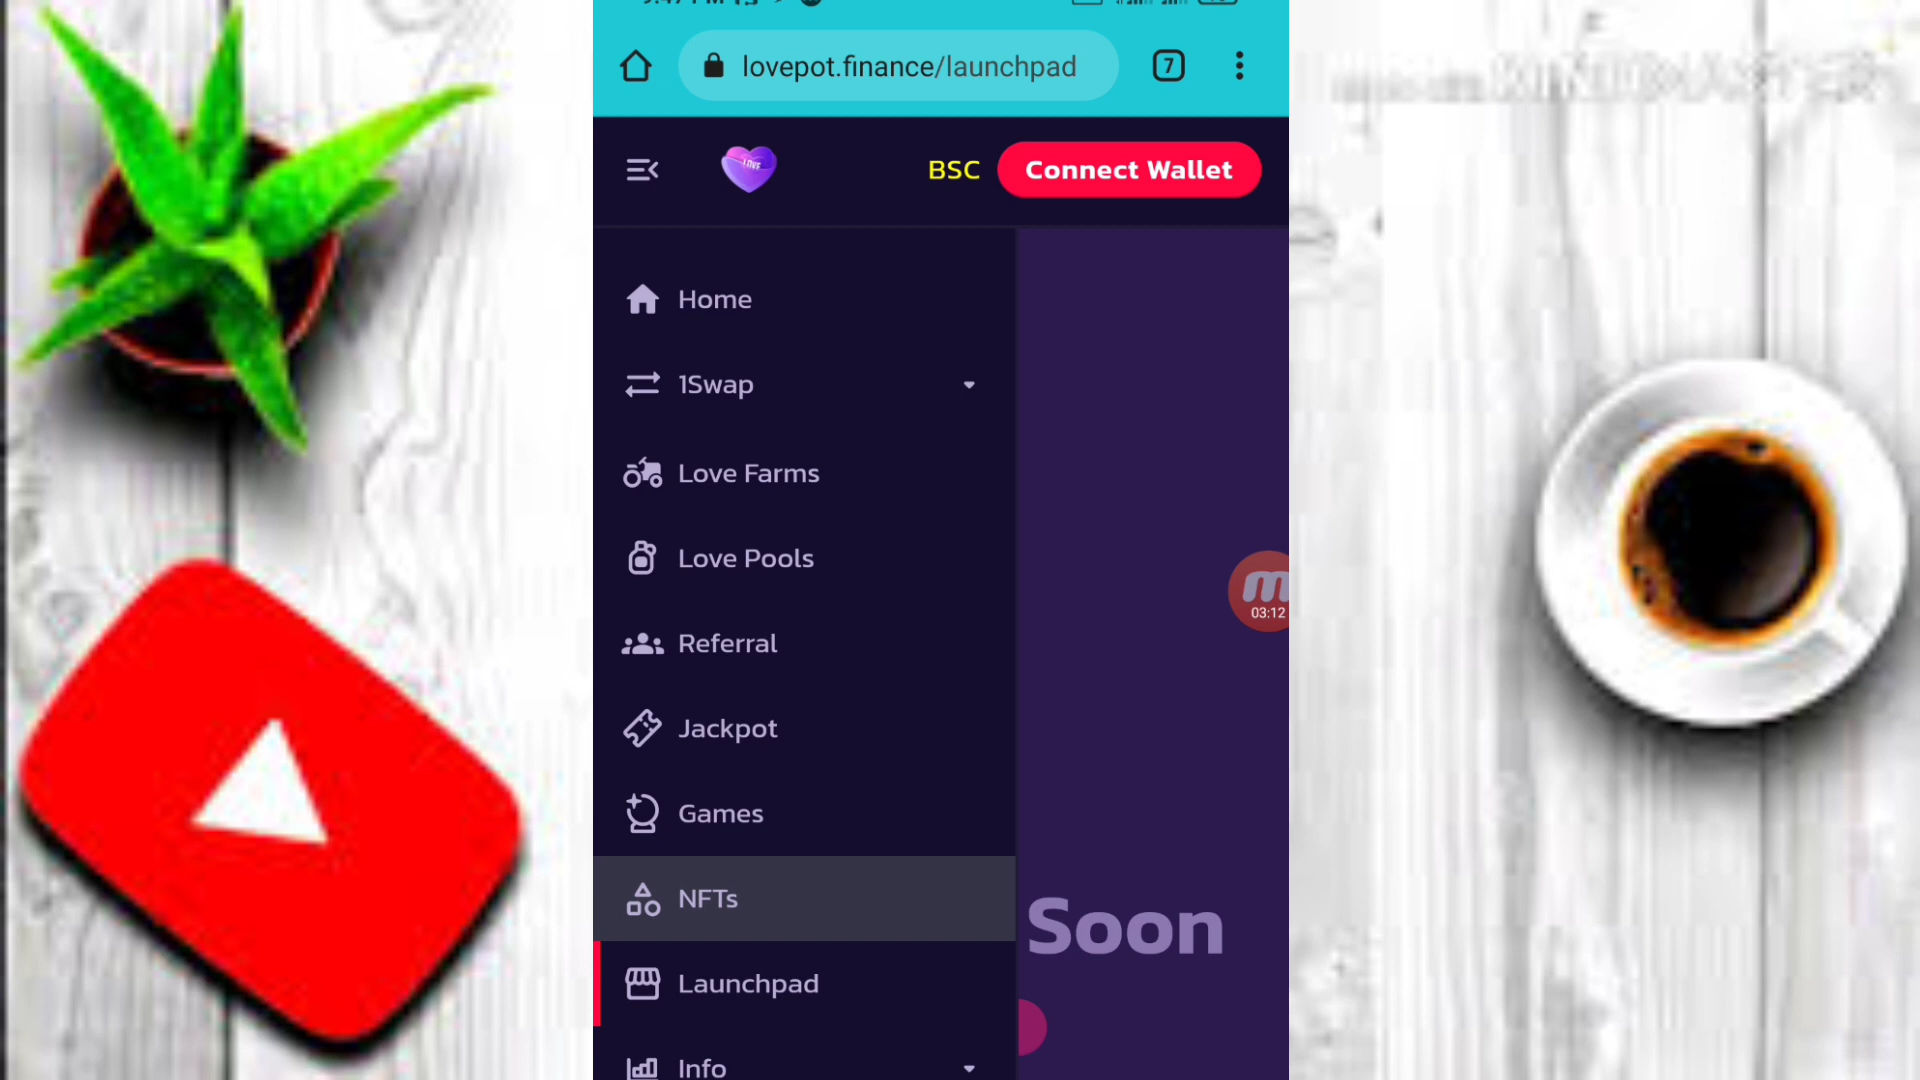 lovepot.finance/launchpad
7
LOVE
BSC
Connect Wallet
Home
1Swap
Love Farms
Love Pools
Referral
03:12
Jackpot
Games
NFTs
Soon
Launchpad
Info